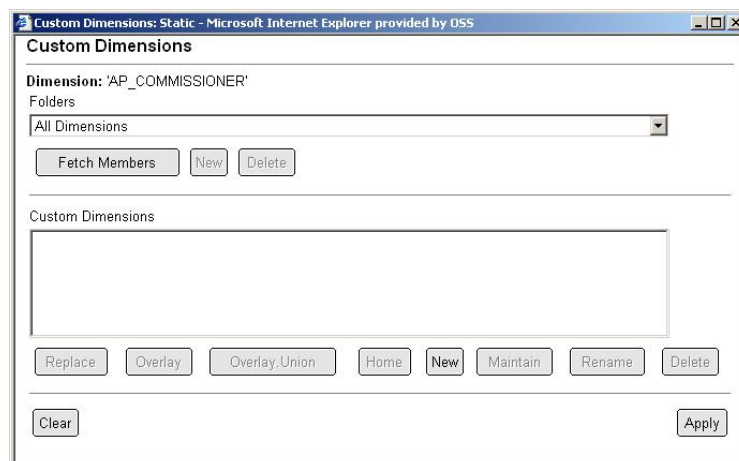 Custom Dimensions: Static - Microsoft Internet Explorer provided by OSS
Custom Dimensions
Dimension: 'AP_COMMISSIONER'
Folders
All Dimensions
Fetch Members New Delete
Custom Dimensions
Replace Overlay Overlay.Union Home New Maintain Rename Delete
Clear Apply